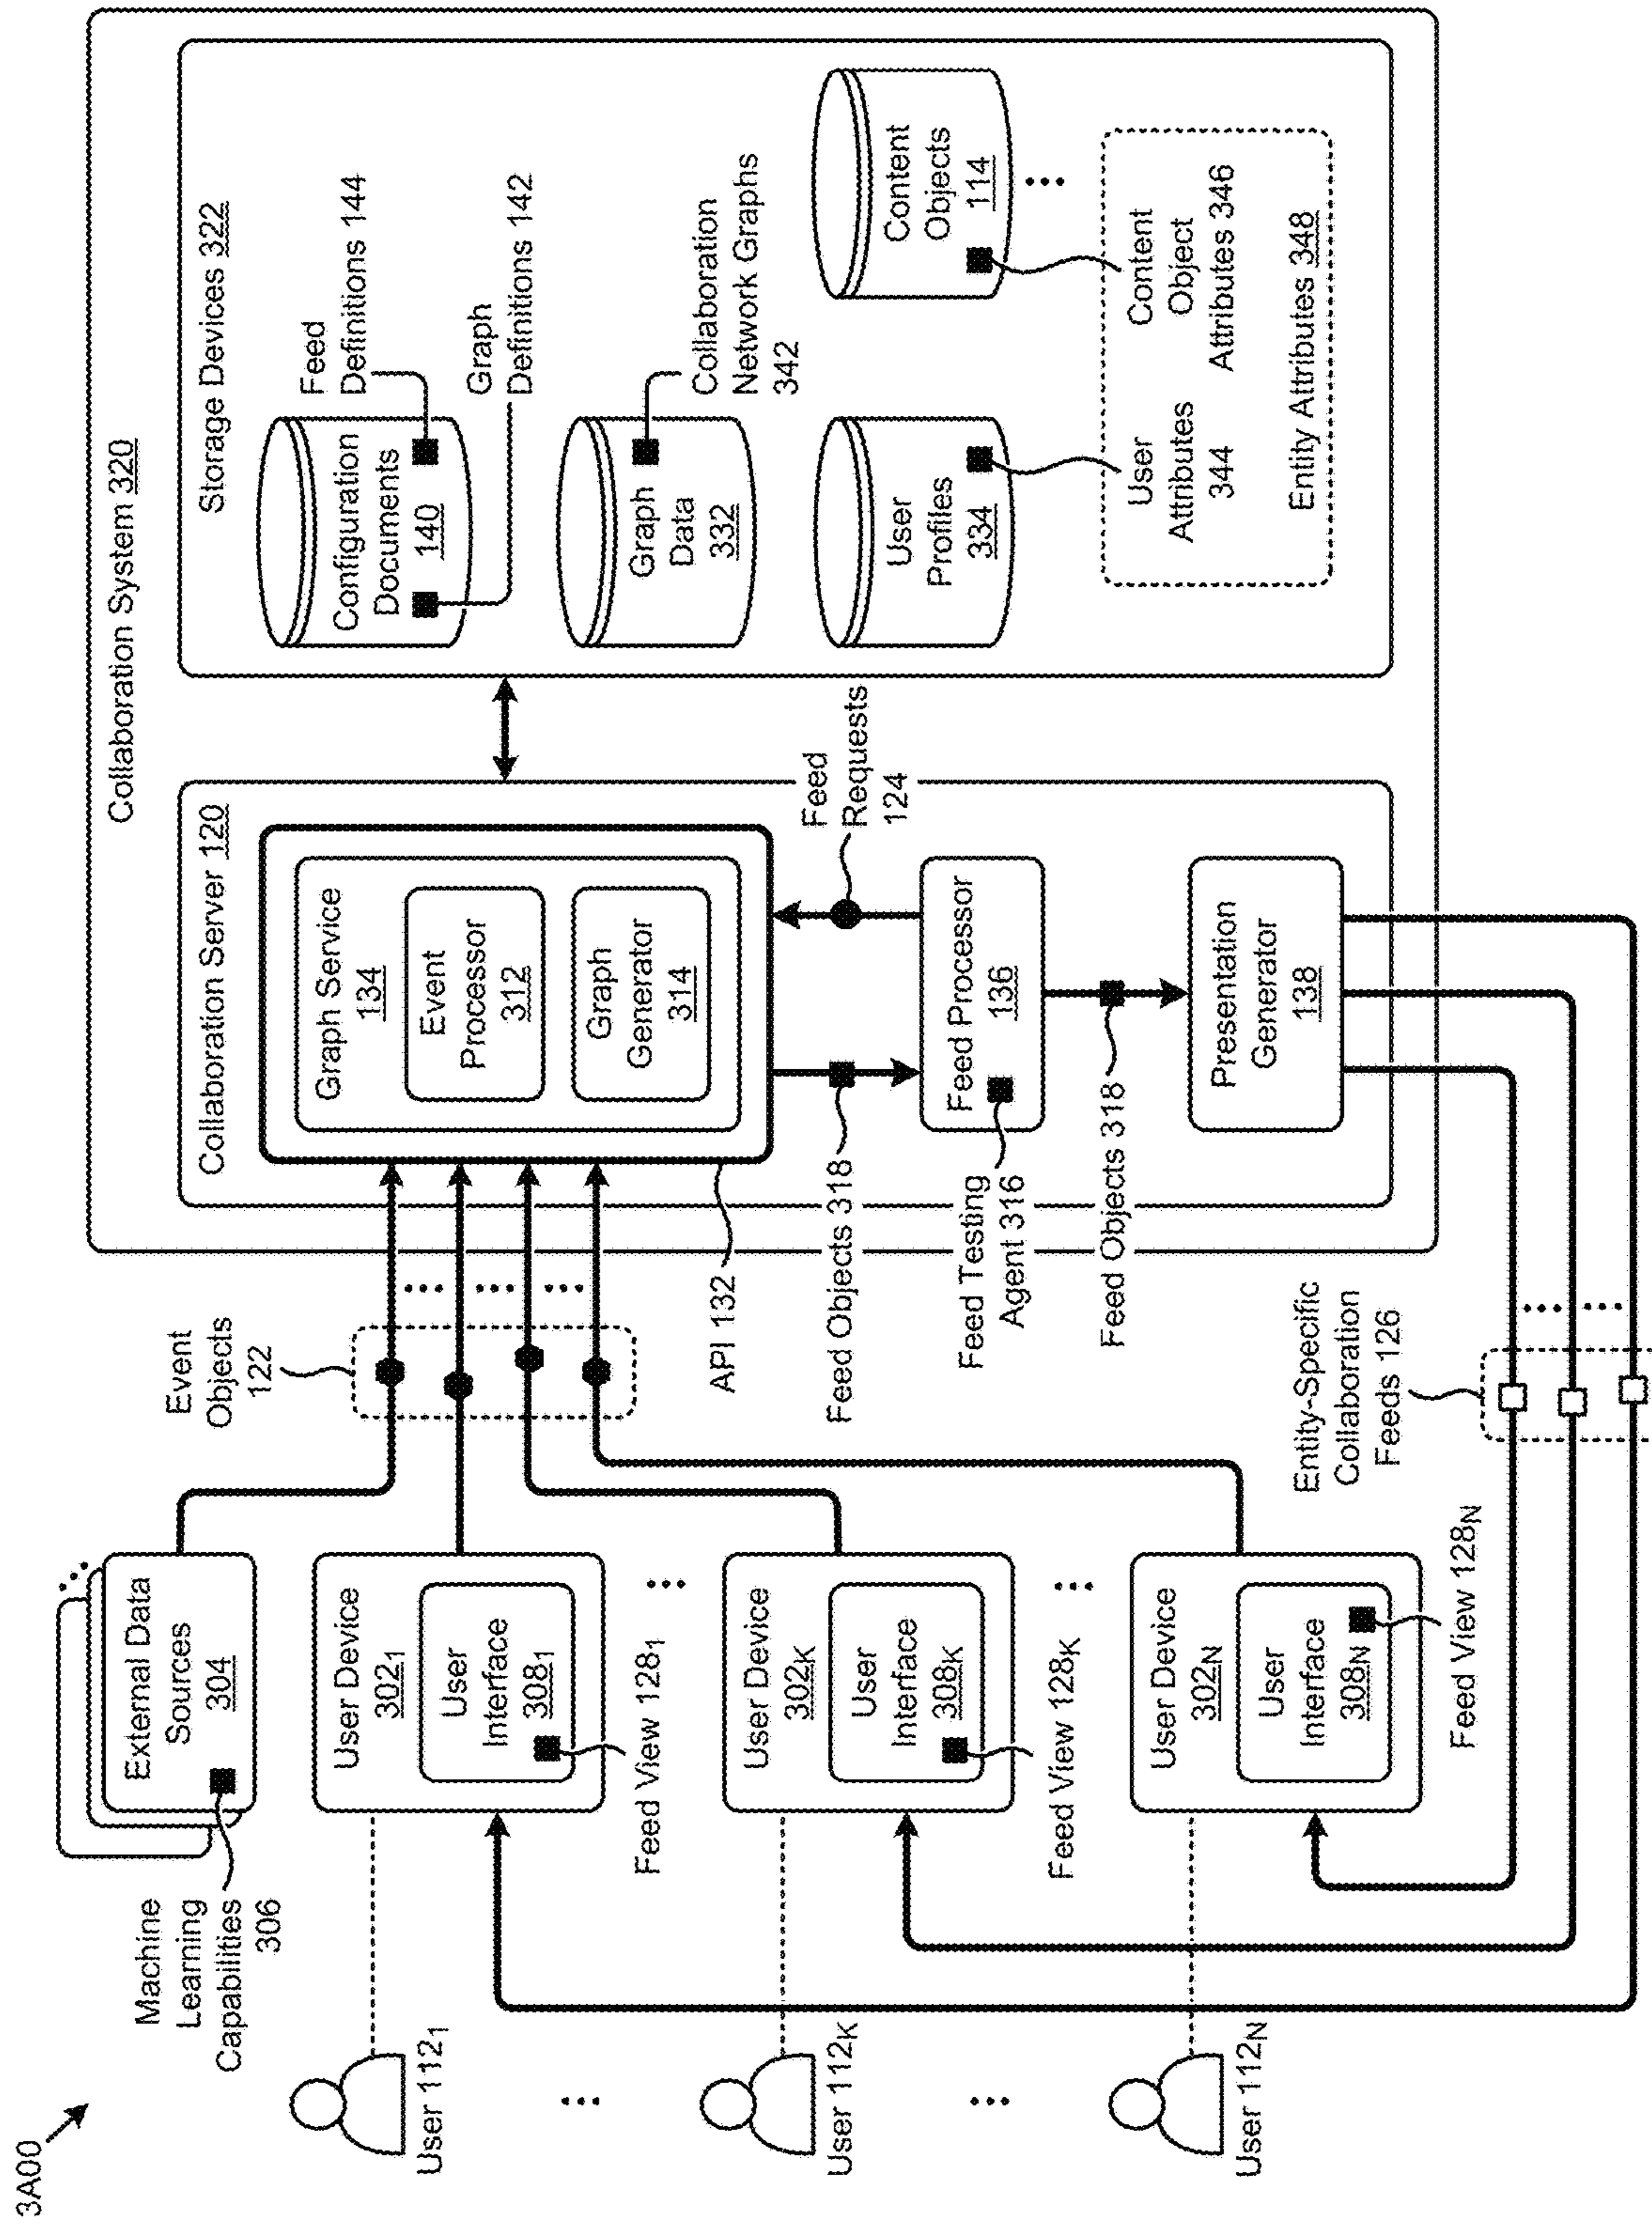 3A00
Collaboration System 320
Machine
Learning
Capabilities
306
External Data
Sources
304
Event
Objects
122
Collaboration Server 120
Storage Devices 322
Graph Service
134
Event
Processor
312
Graph
Generator
314
API 132
Configuration
Documents
140
Feed
Definitions 144
Graph
Definitions 142
Graph
Data
332
Collaboration
Network Graphs
342
User
Profiles
334
Content
Objects
114
User
Attributes
344
Content
Object
Attributes 346
Entity Attributes 348
User 112₁
User Device
302₁
User
Interface
308₁
Feed View 128₁
User 112K
User Device
302K
User
Interface
308K
Feed View 128K
User 112N
User Device
302N
User
Interface
308N
Feed View 128N
Feed Objects 318
Feed
Requests
124
Feed Processor
136
Feed Testing
Agent 316
Feed Objects 318
Presentation
Generator
138
Entity-Specific
Collaboration
Feeds 126